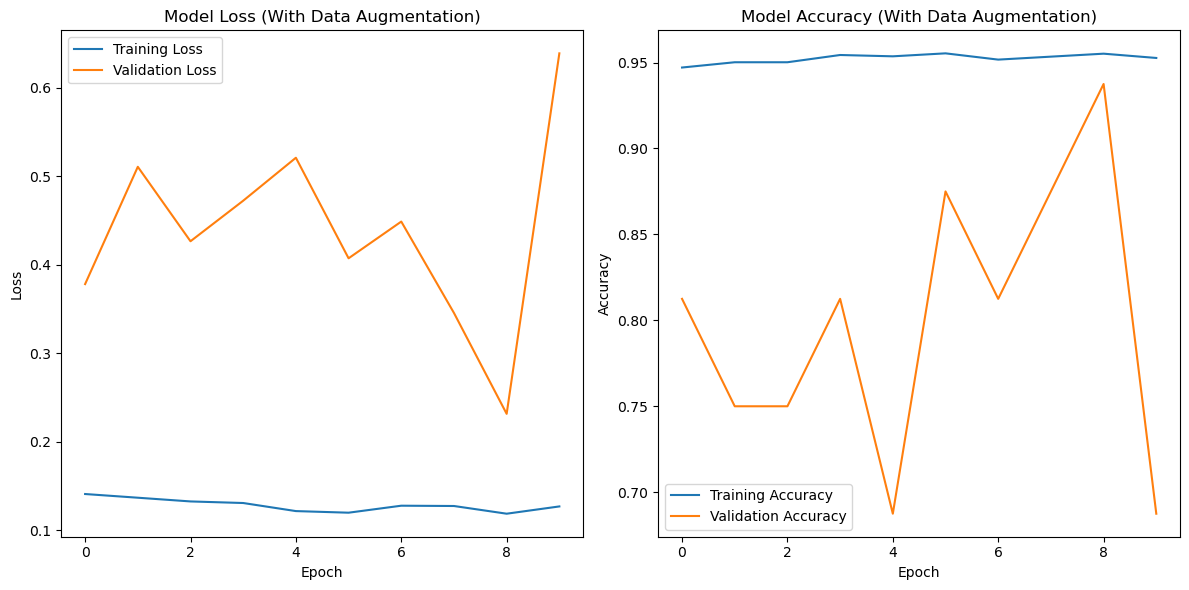 Model Loss (With Data Augmentation)
Training Loss
Validation Loss
0.6
0.5
0.4
0.3
0.2
0.1
Loss
0 2 4 6 8
Epoch
Model Accuracy (With Data Augmentation)
0.95
0.90
0.85
0.80
0.75
0.70
Accuracy
Training Accuracy
Validation Accuracy
0 2 4 6 8
Epoch